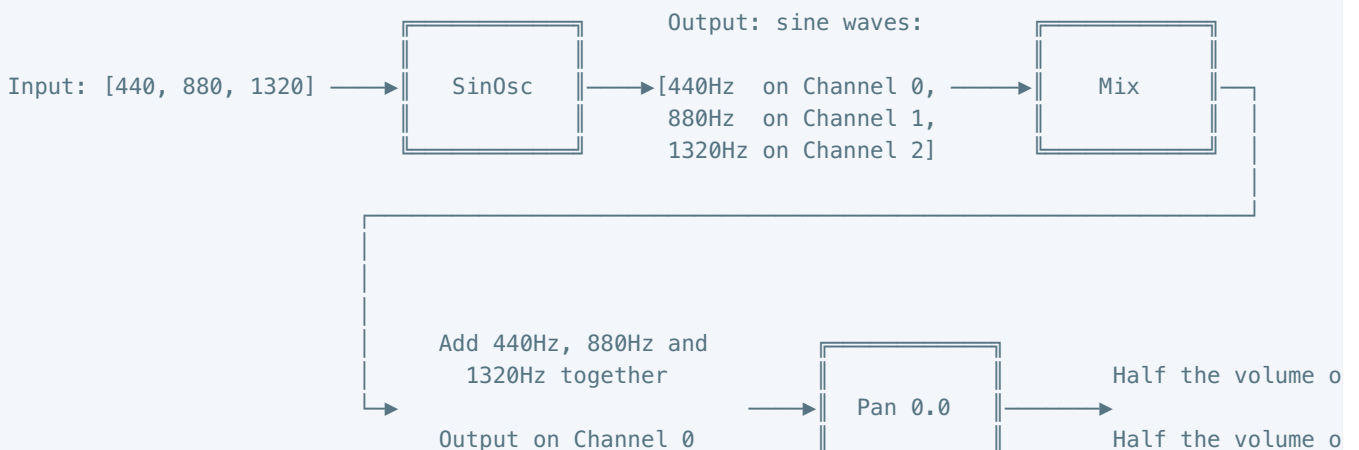 Output: sine waves:
Input: [440, 880, 1320]
SinOsc
[440Hz on Channel 0,
880Hz on Channel 1,
1320Hz on Channel 2]
Mix
Add 440Hz, 880Hz and
1320Hz together
Output on Channel 0
Pan 0.0
Half the volume o
Half the volume o